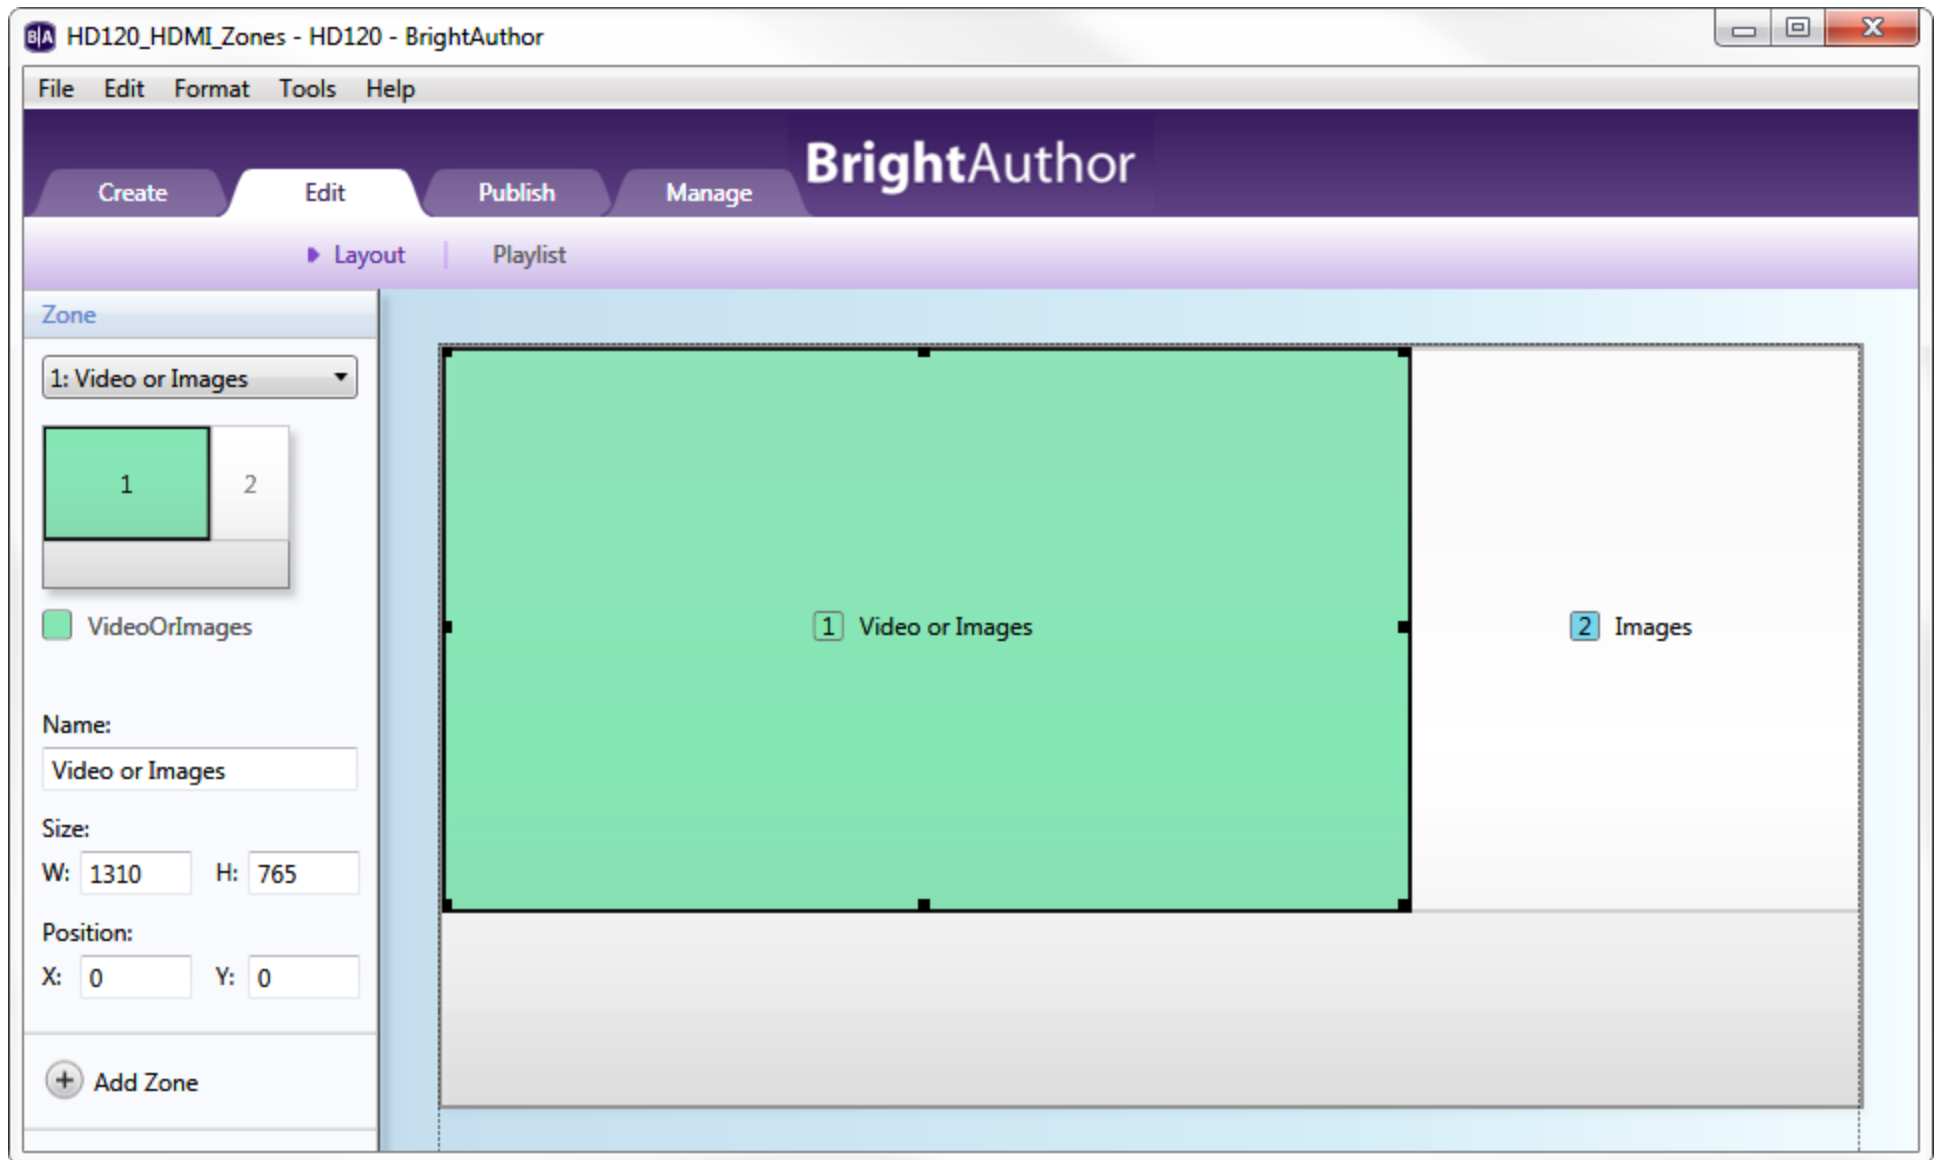 B|A HD120_HDMI_Zones - HD120 - BrightAuthor
File Edit Format Tools Help
BrightAuthor
Create Edit Publish Manage
Layout Playlist
Zone
1: Video or Images
1 2
VideoOrImages
1 Video or Images
2 Images
Name:
Video or Images
Size:
W: 1310 H: 765
Position:
X: 0 Y: 0
Add Zone